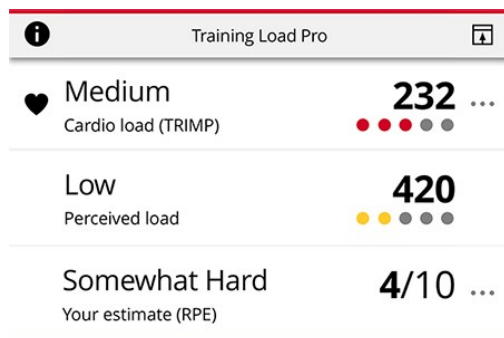 Training Load Pro
Medium 232
Cardio load (TRIMP)
Low 420
Perceived load
Somewhat Hard 4/10
Your estimate (RPE)